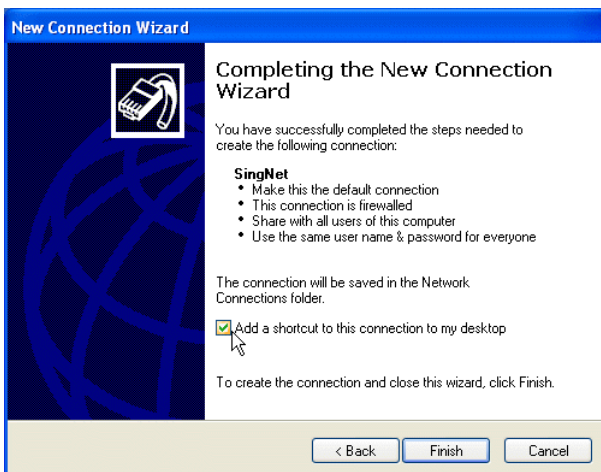 New Connection Wizard
Completing the New Connection
Wizard
You have successfully completed the steps needed to
create the following connection:
SingNet
• Make this the default connection
• This connection is firewalled
• Share with all users of this computer
• Use the same user name & password for everyone
The connection will be saved in the Network
Connections folder.
Add a shortcut to this connection to my desktop
To create the connection and close this wizard, click Finish.
< Back Finish Cancel